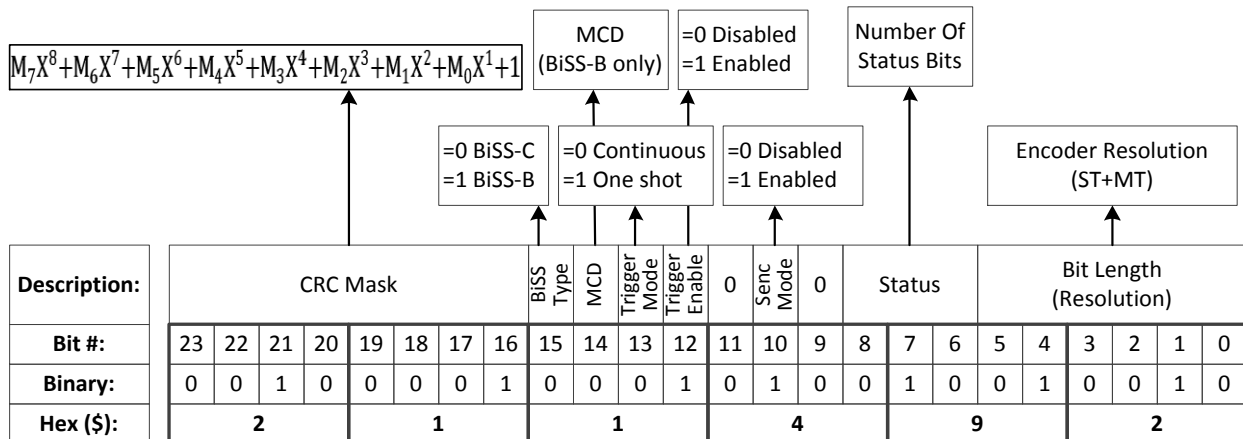 M₇X⁸+M₆X⁷+M₅X⁶+M₄X⁵+M₃X⁴+M₂X³+M₁X²+M₀X¹+1
MCD
(BiSS-B only)
=0 Disabled
=1 Enabled
Number Of
Status Bits
=0 BiSS-C
=1 BiSS-B
=0 Continuous
=1 One shot
=0 Disabled
=1 Enabled
Encoder Resolution
(ST+MT)
Description: CRC Mask BiSS Type MCD Trigger Mode Trigger Enable 0 Senc Mode 0 Status Bit Length (Resolution)
Bit #: 23 22 21 20 19 18 17 16 15 14 13 12 11 10 9 8 7 6 5 4 3 2 1 0
Binary: 0 0 1 0 0 0 0 1 0 0 0 1 0 1 0 0 1 0 0 1 0 0 1 0
Hex ($): 2 1 1 4 9 2